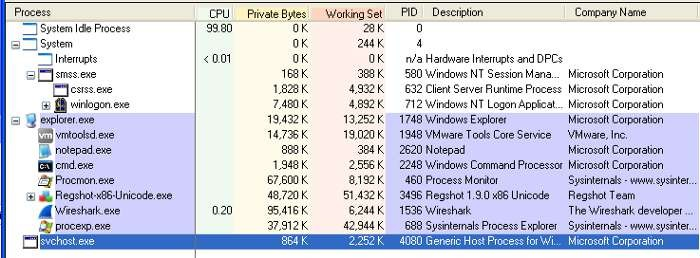 Process CPU Private Bytes Working Set PID Description Company Name
System Idle Process 99.80 0 K 28 K 0
System 0 K 244 K 4
Interrupts < 0.01 0 K 0 K n/a Hardware Interrupts and DPCs
smss.exe 168 K 388 K 580 Windows NT Session Mana... Microsoft Corporation
csrss.exe 1,828 K 4,932 K 632 Client Server Runtime Process Microsoft Corporation
winlogon.exe 7,480 K 4,892 K 712 Windows NT Logon Applicat... Microsoft Corporation
explorer.exe 19,432 K 13,252 K 1748 Windows Explorer Microsoft Corporation
vmtoolsd.exe 14,736 K 19,020 K 1948 VMware Tools Core Service VMware, Inc.
notepad.exe 888 K 384 K 2620 Notepad Microsoft Corporation
cmd.exe 1,948 K 2,556 K 2248 Windows Command Processor Microsoft Corporation
Procmon.exe 67,600 K 8,192 K 460 Process Monitor Sysinternals - www.sysinter...
Regshot-x86-Unicode.exe 48,720 K 51,432 K 3496 Regshot 1.9.0 x86 Unicode Regshot Team
Wireshark.exe 0.20 95,416 K 6,244 K 1536 Wireshark The Wireshark developer ...
procexp.exe 37,912 K 42,944 K 688 Sysinternals Process Explorer Sysinternals - www.sysinter...
svchost.exe 864 K 2,252 K 4080 Generic Host Process for Wi... Microsoft Corporation